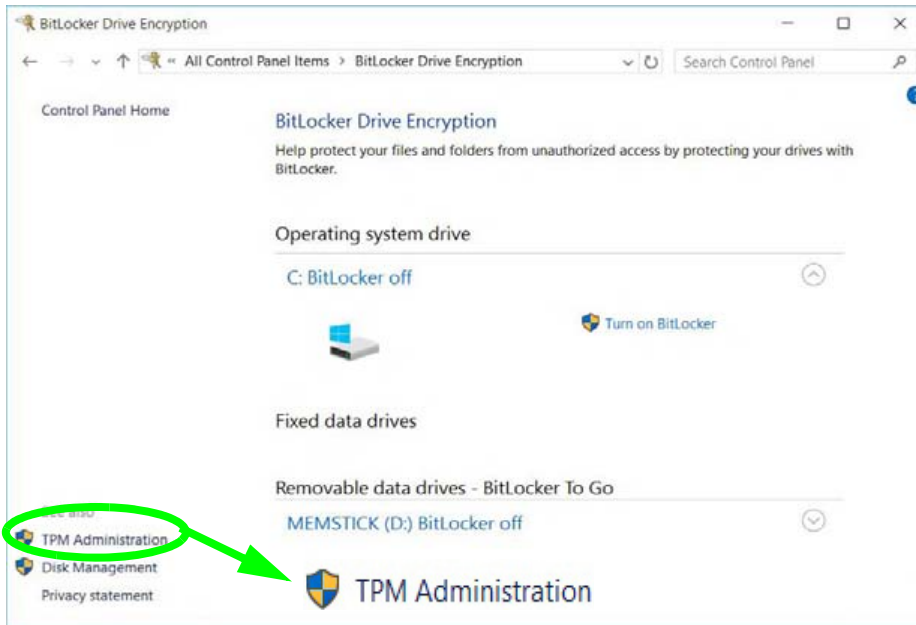 BitLocker Drive Encryption
« All Control Panel Items > BitLocker Drive Encryption
Search Control Panel
Control Panel Home
BitLocker Drive Encryption
Help protect your files and folders from unauthorized access by protecting your drives with
BitLocker.
Operating system drive
C: BitLocker off
Turn on BitLocker
Fixed data drives
Removable data drives - BitLocker To Go
MEMSTICK (D:) BitLocker off
See also
TPM Administration
Disk Management
Privacy statement
TPM Administration